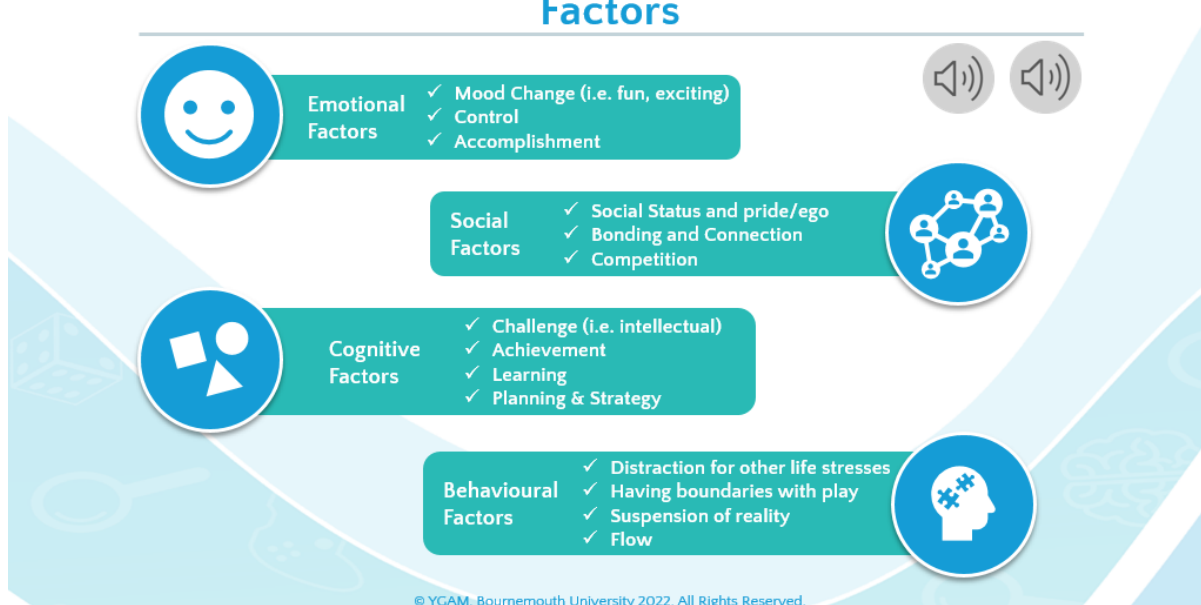 Factors
Emotional
Factors
✓ Mood Change (i.e. fun, exciting)
✓ Control
✓ Accomplishment
Social
Factors
✓ Social Status and pride/ego
✓ Bonding and Connection
✓ Competition
Cognitive
Factors
✓ Challenge (i.e. intellectual)
✓ Achievement
✓ Learning
✓ Planning & Strategy
Behavioural
Factors
✓ Distraction for other life stresses
✓ Having boundaries with play
✓ Suspension of reality
✓ Flow
© YGAM, Bournemouth University 2022. All Rights Reserved.